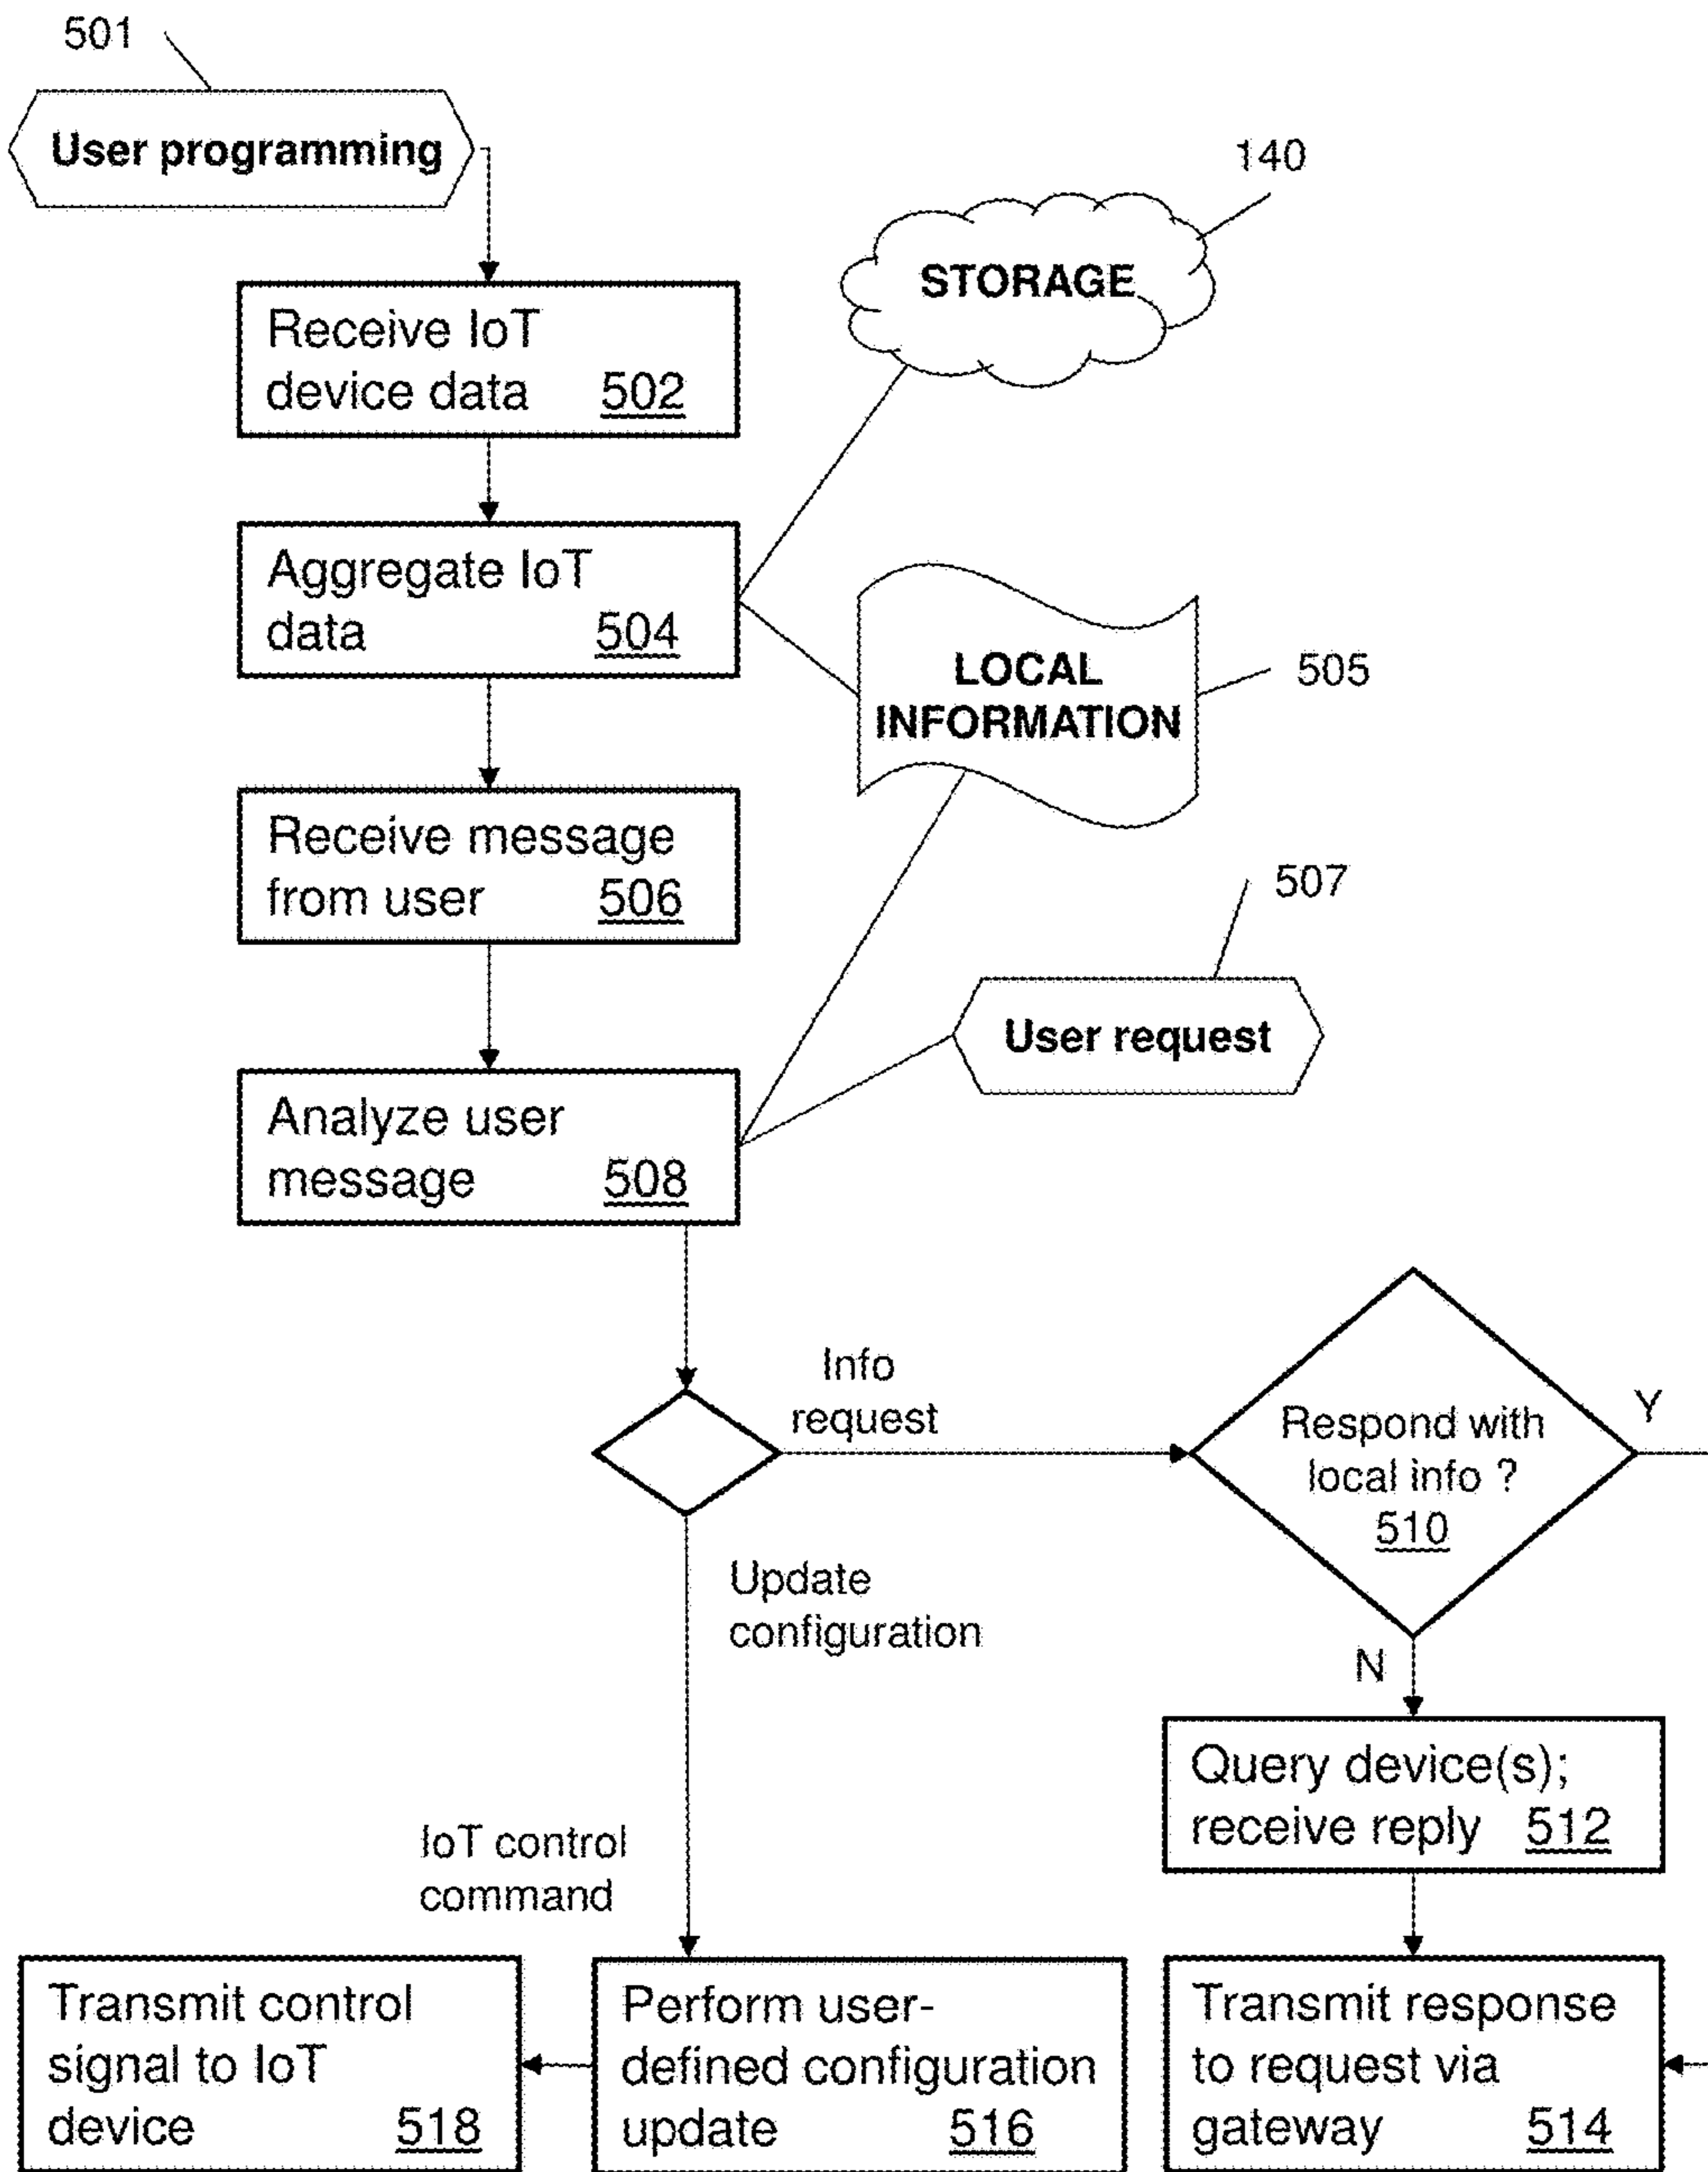 501
User programming
140
STORAGE
Receive IoT
device data 502
Aggregate IoT
data 504
LOCAL
INFORMATION
505
Receive message
from user 506
507
User request
Analyze user
message 508
Info
request
Respond with
local info ?
510
Y
Update
configuration
N
Query device(s);
receive reply 512
IoT control
command
Transmit control
signal to IoT
device 518
Perform user-
defined configuration
update 516
Transmit response
to request via
gateway 514